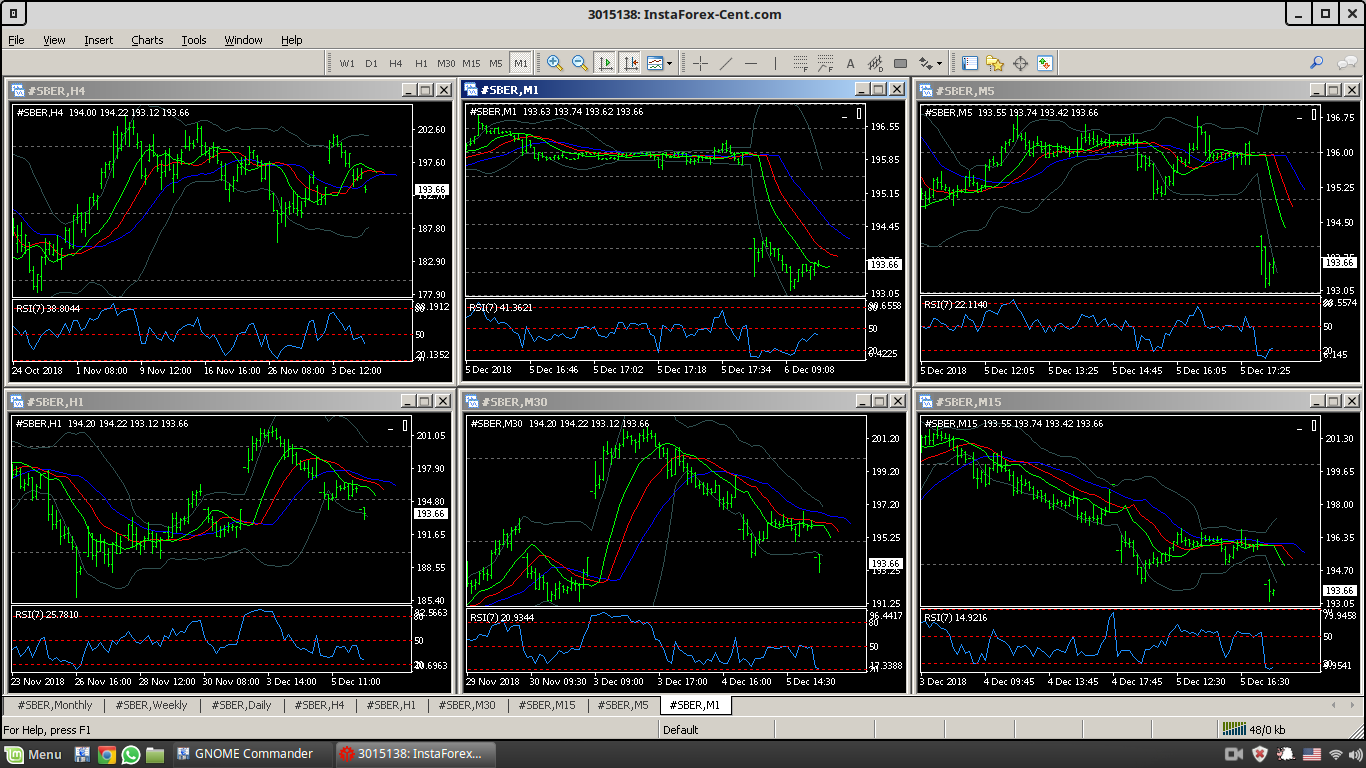 3015138: InstaForex-Cent.com
File View Insert Charts Tools Window Help
W1 D1 H4 H1 M30 M15 M5 M1
#SBER,H4
#SBER,H4 194.00 194.22 193.12 193.66
202.60
197.60
193.66
192.70
187.80
182.90
177.90
RSI(7) 38.8044
50
20.1352
24 Oct 2018 1 Nov 08:00 9 Nov 12:00 16 Nov 16:00 26 Nov 08:00 3 Dec 12:00
#SBER,M1
#SBER,M1 193.63 193.74 193.62 193.66
196.55
195.85
195.15
194.45
193.66
193.05
RSI(7) 41.3621
50
5 Dec 2018 5 Dec 16:46 5 Dec 17:02 5 Dec 17:18 5 Dec 17:34 6 Dec 09:08
#SBER,M5
#SBER,M5 193.55 193.74 193.42 193.66
196.75
196.00
195.25
194.50
193.66
193.05
RSI(7) 22.1140
50
5 Dec 2018 5 Dec 12:05 5 Dec 13:25 5 Dec 14:45 5 Dec 16:05 5 Dec 17:25
#SBER,H1
#SBER,H1 194.20 194.22 193.12 193.66
201.05
197.90
194.80
193.66
191.65
188.55
185.40
RSI(7) 25.7810
50
23 Nov 2018 26 Nov 16:00 28 Nov 12:00 30 Nov 08:00 3 Dec 14:00 5 Dec 11:00
#SBER,M30
#SBER,M30 194.20 194.22 193.12 193.66
201.20
199.20
197.20
195.25
193.66
193.25
191.25
RSI(7) 20.9344
96.4417
80
50
17.3388
29 Nov 2018 30 Nov 09:30 3 Dec 09:00 3 Dec 17:00 4 Dec 16:00 5 Dec 14:30
#SBER,M15
#SBER,M15 193.55 193.74 193.42 193.66
201.30
199.65
198.00
196.35
194.70
193.66
193.05
RSI(7) 14.9216
79.9458
50
3 Dec 2018 4 Dec 09:45 4 Dec 13:45 4 Dec 17:45 5 Dec 12:30 5 Dec 16:30
#SBER,Monthly #SBER,Weekly #SBER,Daily #SBER,H4 #SBER,H1 #SBER,M30 #SBER,M15 #SBER,M5 #SBER,M1
For Help, press F1 Default 48/0 kb
Menu GNOME Commander 3015138: InstaForex... 12:14